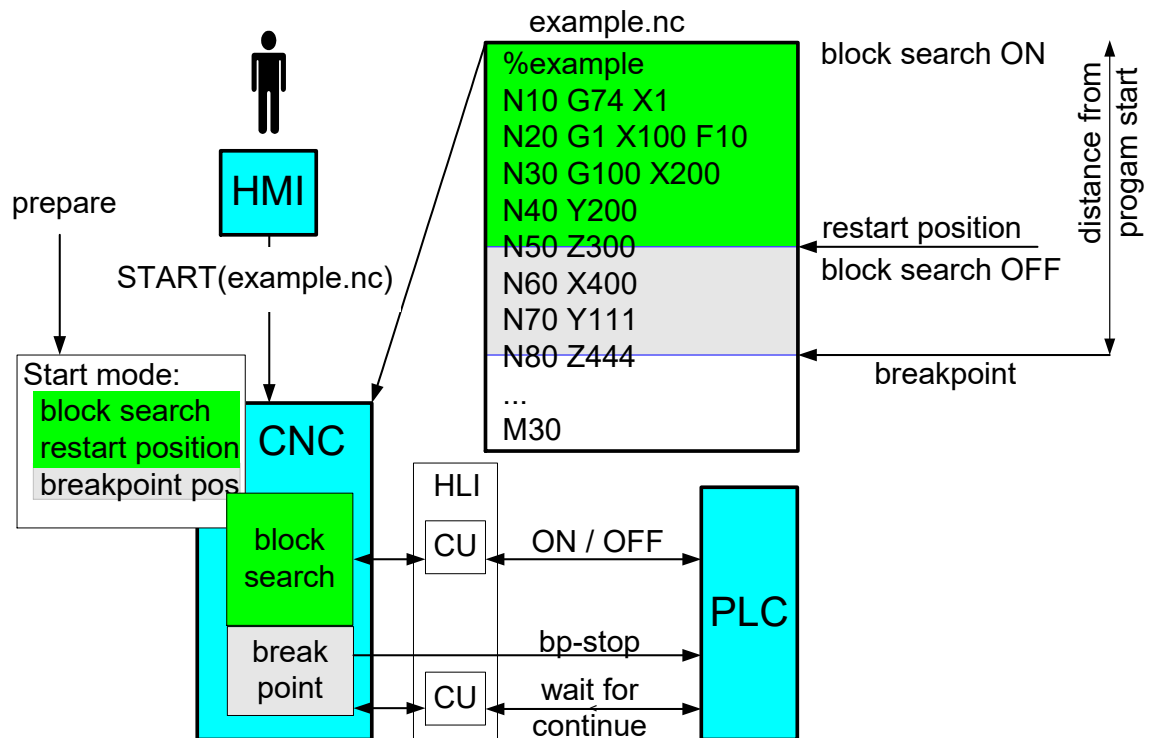 example.nc
%example
N10 G74 X1
N20 G1 X100 F10
N30 G100 X200
N40 Y200
N50 Z300
N60 X400
N70 Y111
N80 Z444
...
M30
block search ON
restart position
block search OFF
breakpoint
distance from
progam start
HMI
prepare
START(example.nc)
Start mode:
block search
restart position
breakpoint pos
CNC
block
search
break
point
HLI
CU
CU
ON / OFF
bp-stop
wait for
continue
PLC